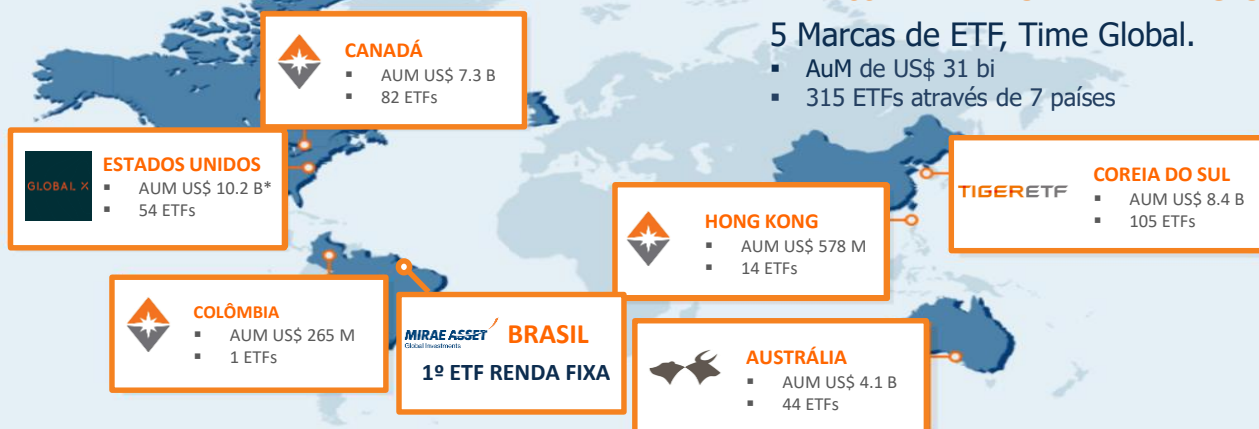 5 Marcas de ETF, Time Global.
▪ AuM de US$ 31 bi
▪ 315 ETFs através de 7 países
CANADÁ
▪ AUM US$ 7.3 B
▪ 82 ETFs
GLOBAL X
ESTADOS UNIDOS
▪ AUM US$ 10.2 B*
▪ 54 ETFs
TIGERETF
COREIA DO SUL
▪ AUM US$ 8.4 B
▪ 105 ETFs
HONG KONG
▪ AUM US$ 578 M
▪ 14 ETFs
COLÔMBIA
▪ AUM US$ 265 M
▪ 1 ETFs
MIRAE ASSET
Global Investments
BRASIL
1º ETF RENDA FIXA
AUSTRÁLIA
▪ AUM US$ 4.1 B
▪ 44 ETFs